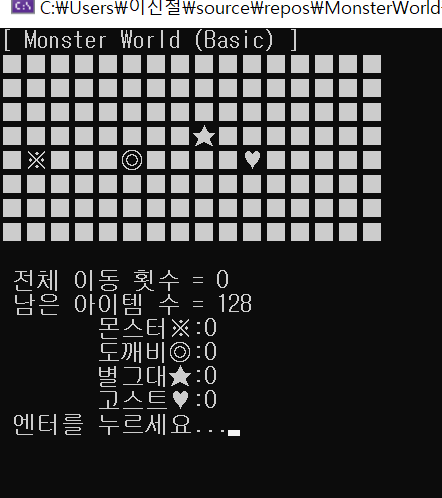 C:₩Users₩이신철₩source₩repos₩MonsterWorld
[ Monster World (Basic) ]
■■■■■■■■■■■■■■■■
■■■■■■■■■■■■■■■■
■■■■■■■■■■■■■■■■
■■■■■■■■★■■■■■■■
■※■■■◎■■■■♥■■■■■
■■■■■■■■■■■■■■■■
■■■■■■■■■■■■■■■■
■■■■■■■■■■■■■■■■
전체 이동 횟수 = 0
남은 아이템 수 = 128
몬스터※:0
도깨비◎:0
별그대★:0
고스트♥:0
엔터를 누르세요...